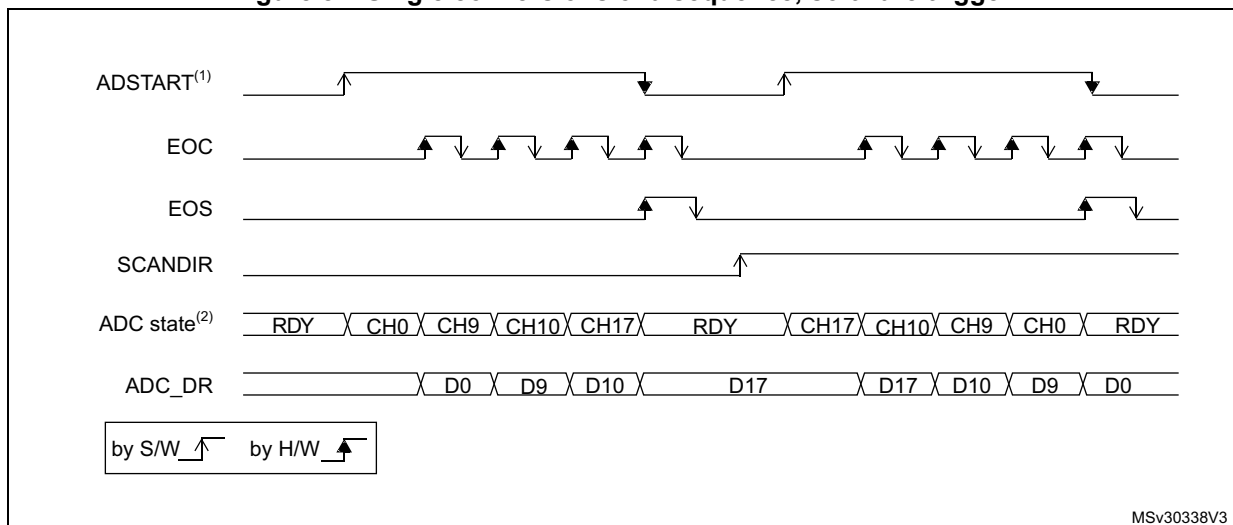 ADSTART(1)
EOC
EOS
SCANDIR
ADC state(2) RDY CH0 CH9 CH10 CH17 RDY CH17 CH10 CH9 CH0 RDY
ADC_DR D0 D9 D10 D17 D17 D10 D9 D0
by S/W by H/W
MSv30338V3